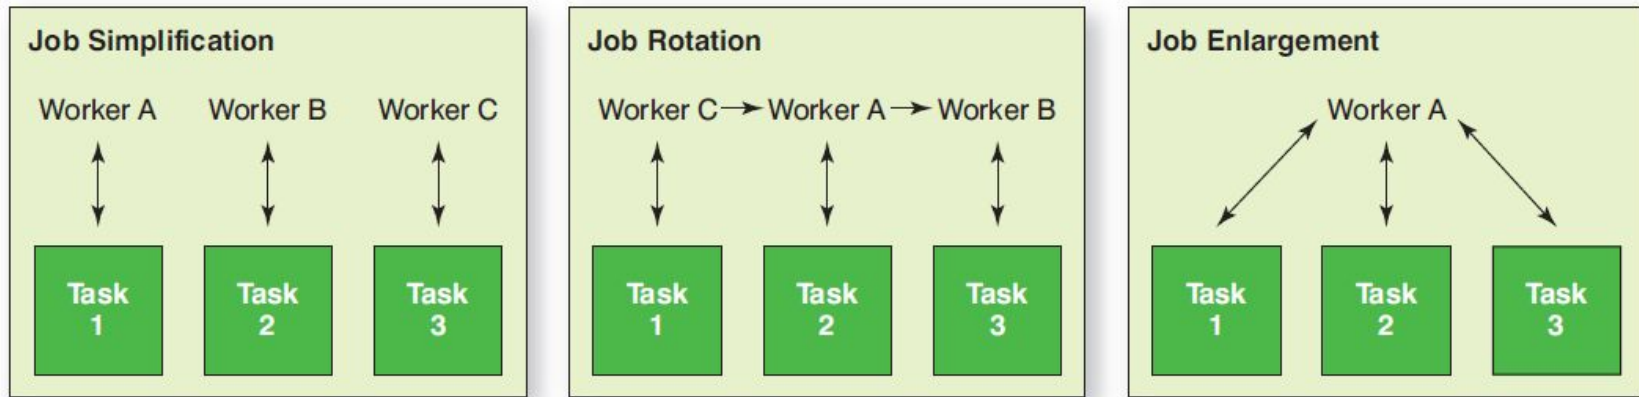 Job Simplification
Worker A Worker B Worker C
Task
1
Task
2
Task
3
Job Rotation
Worker C Worker A Worker B
Task
1
Task
2
Task
3
Job Enlargement
Worker A
Task
1
Task
2
Task
3